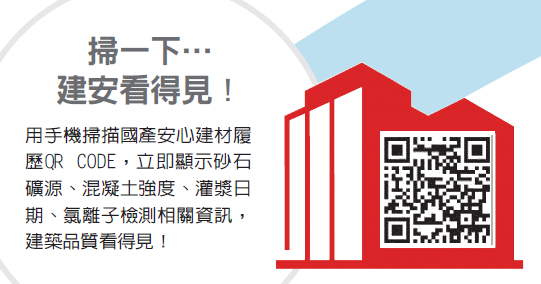 掃一下…
建安看得見！
用手機掃描國產安心建材履
歷QR CODE，立即顯示砂石
礦源、混凝土強度、灌漿日
期、氯離子檢測相關資訊，
建築品質看得見！